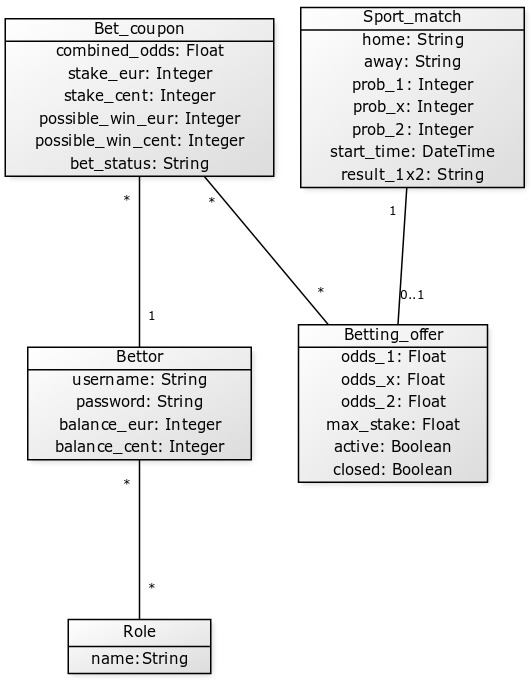 Bet_coupon
combined_odds: Float
stake_eur: Integer
stake_cent: Integer
possible_win_eur: Integer
possible_win_cent: Integer
bet_status: String
Sport_match
home: String
away: String
prob_1: Integer
prob_x: Integer
prob_2: Integer
start_time: DateTime
result_1x2: String
*
*
1
*
1
0..1
Bettor
username: String
password: String
balance_eur: Integer
balance_cent: Integer
Betting_offer
odds_1: Float
odds_x: Float
odds_2: Float
max_stake: Float
active: Boolean
closed: Boolean
*
*
Role
name:String